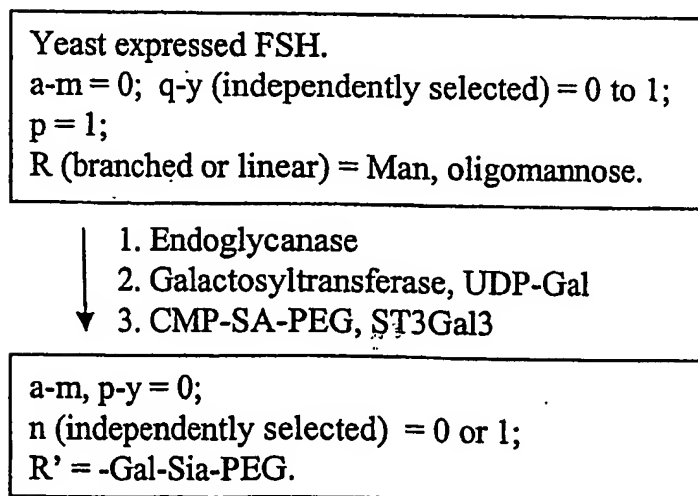 Yeast expressed FSH.
a-m = 0; q-y (independently selected) = 0 to 1;
p = 1;
R (branched or linear) = Man, oligomannose.
1. Endoglycanase
2. Galactosyltransferase, UDP-Gal
3. CMP-SA-PEG, ST3Gal3
a-m, p-y = 0;
n (independently selected) = 0 or 1;
R' = -Gal-Sia-PEG.